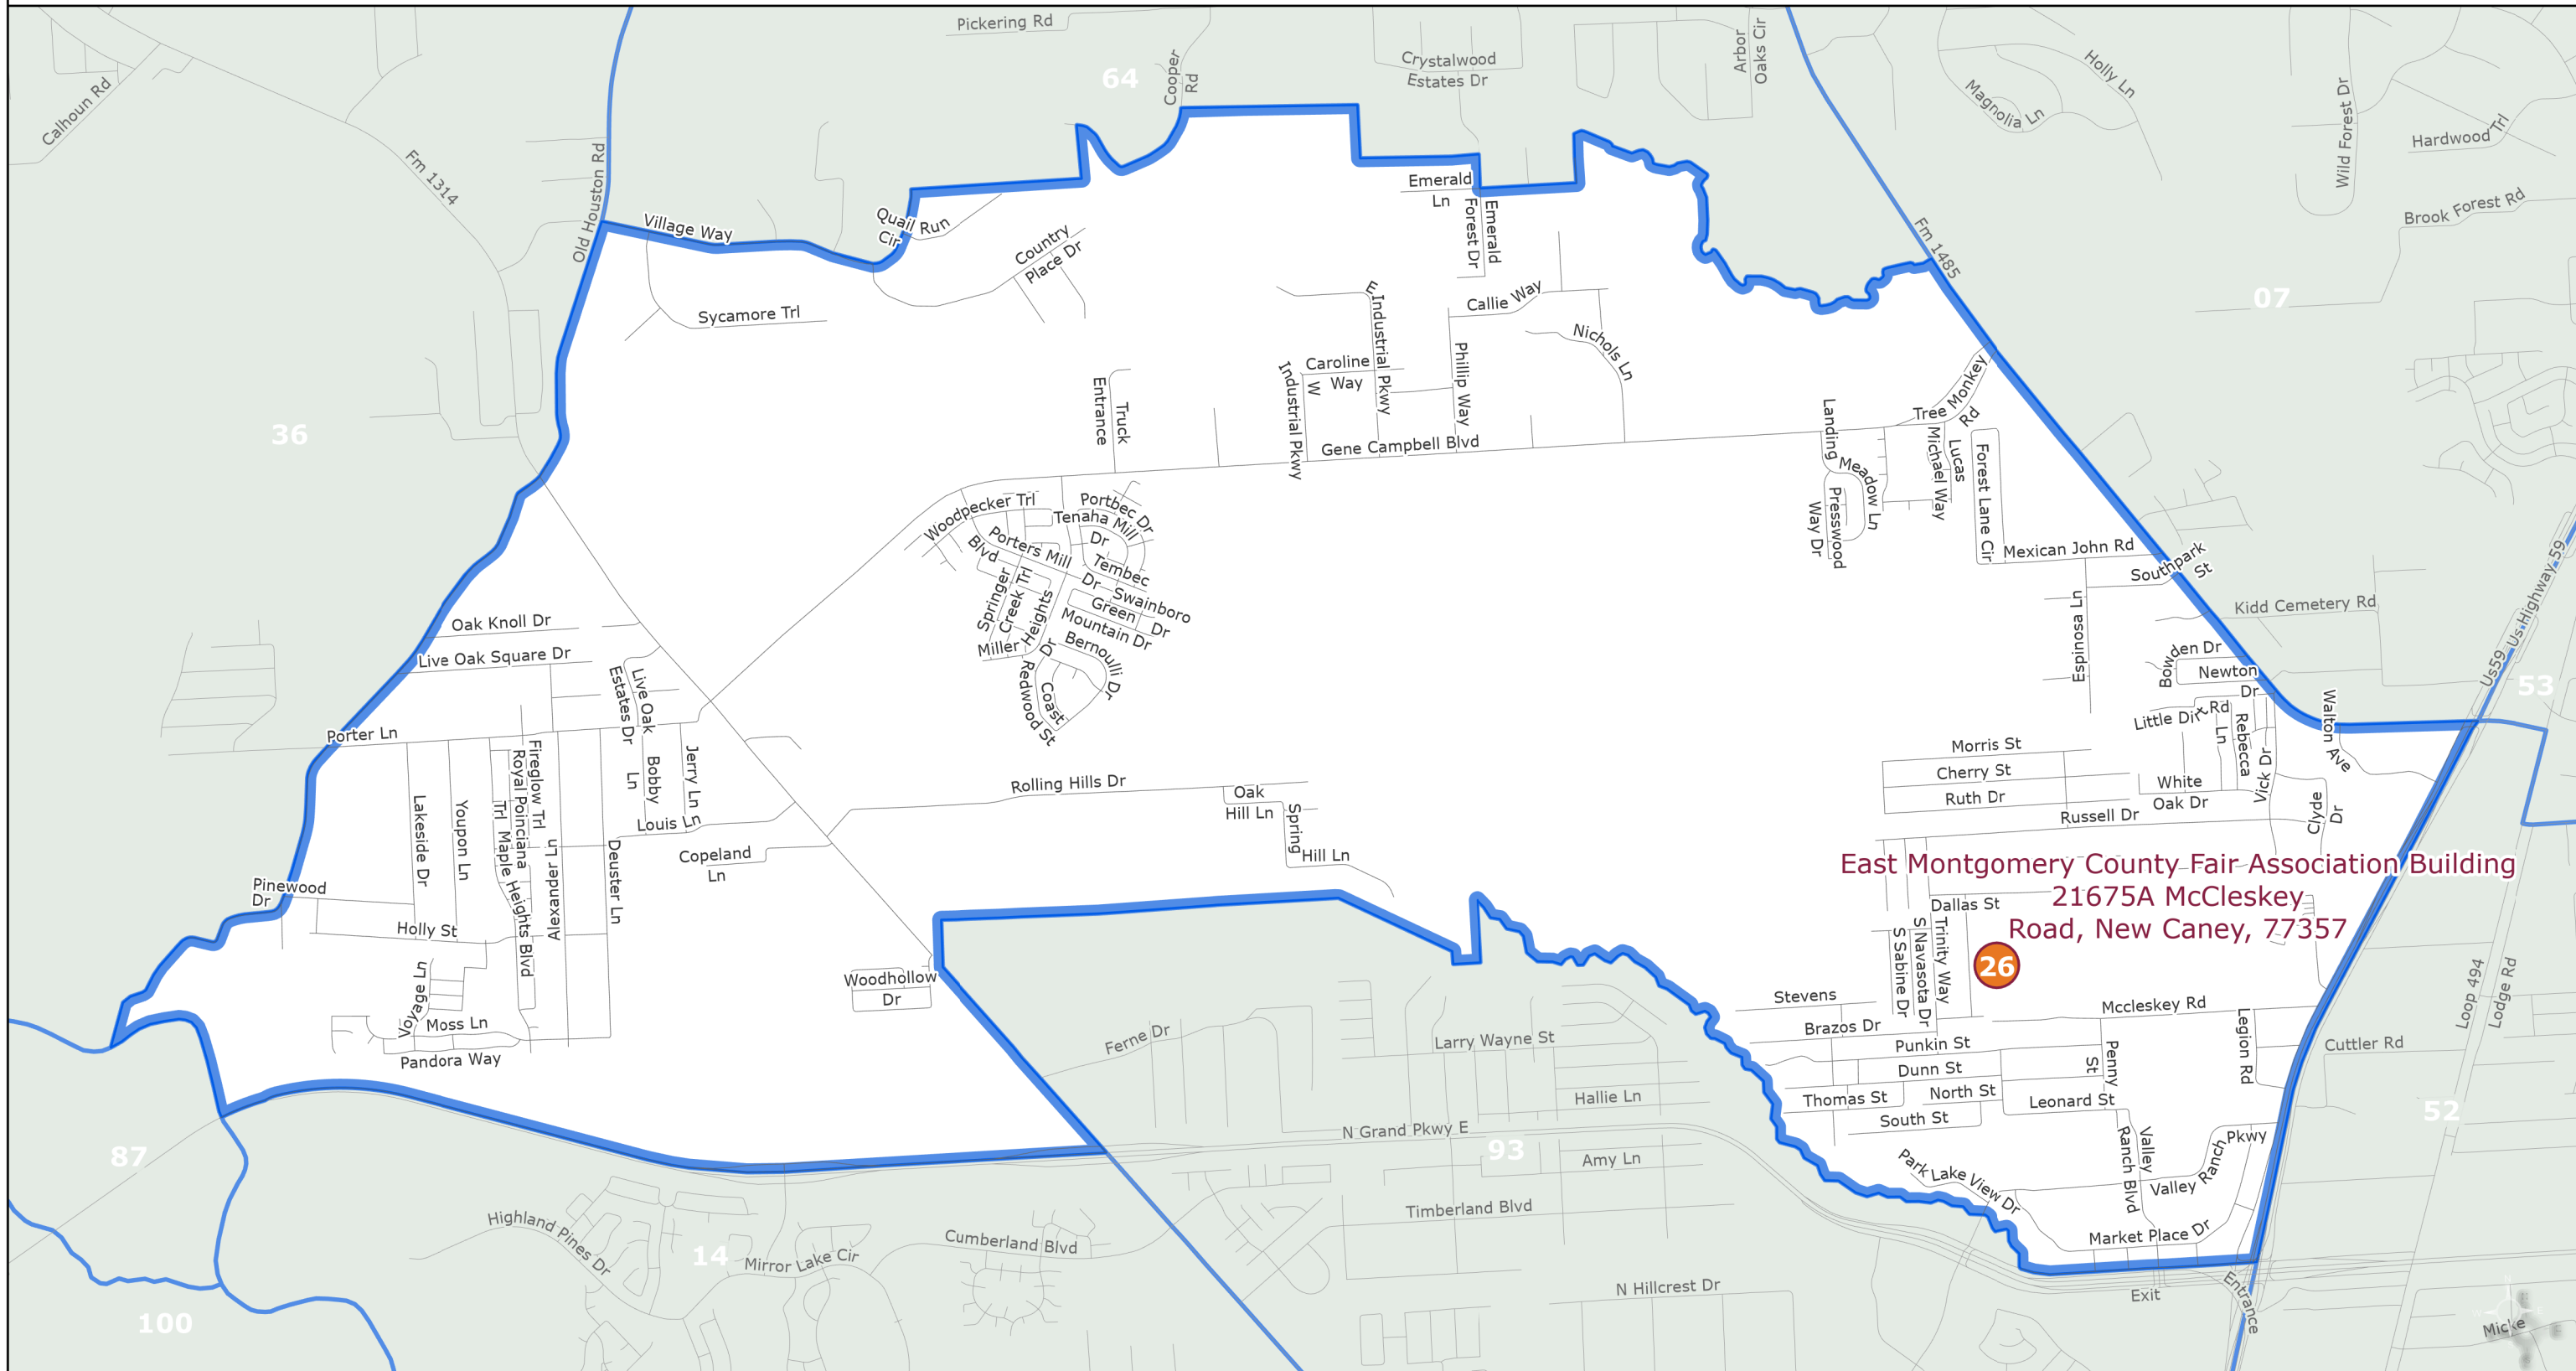 Pickering Rd
64
Cooper
Rd
Crystalwood
Estates Dr
Arbor
Oaks Cir
Holly Ln
Magnolia Ln
Wild Forest Dr
Hardwood Trl
Brook Forest Rd
Calhoun Rd
Fm 1314
Old Houston Rd
Village Way
Quail Run
Cir
Country
Place Dr
Sycamore Trl
Emerald
Ln
Emerald
Forest Dr
Fm 1485
07
36
E
Industrial Pkwy
Callie Way
Nichols Ln
Caroline
Way
W
Industrial Pkwy
Phillip Way
Truck
Entrance
Gene Campbell Blvd
Tree Monkey
Rd
Landing
Meadow Ln
Presswood
Way Dr
Lucas
Michael Way
Forest Lane Cir
Mexican John Rd
Southpark
St
Espinosa Ln
Kidd Cemetery Rd
Us59 Us Highway 59
53
Woodpecker Trl
Portbec Dr
Tenaha Mill
Dr
Porters Mill
Dr
Blvd
Tembec
Springer
Creek Trl
Heights
Swainboro
Dr
Green
Mountain Dr
Miller
Bernoulli Dr
Dr
Coast
Redwood St
Oak Knoll Dr
Live Oak Square Dr
Live Oak
Estates Dr
Porter Ln
Bowden Dr
Newton
Dr
Little Dirt Rd
Rebecca
Ln
Vick Dr
Walton Ave
Morris St
Cherry St
Ruth Dr
White
Oak Dr
Russell Dr
Clyde
Dr
Fireglow Trl
Royal Poinciana
Trl
Maple Heights Blvd
Lakeside Dr
Youpon Ln
Alexander Ln
Deuster Ln
Bobby
Ln
Jerry Ln
Louis Ln
Copeland
Ln
Rolling Hills Dr
Oak
Hill Ln
Spring
Hill Ln
Pinewood
Dr
Holly St
Voyage Ln
Moss Ln
Pandora Way
Woodhollow
Dr
East Montgomery County Fair Association Building
21675A McCleskey
Road, New Caney, 77357
26
Dallas St
Trinity Way
S Navasota Dr
S Sabine Dr
Stevens
Brazos Dr
Punkin St
Dunn St
Thomas St
North St
South St
Leonard St
Penny
St
Mccleskey Rd
Legion Rd
Cuttler Rd
Loop 494
Lodge Rd
52
Valley
Ranch Blvd
Valley Ranch Pkwy
Park Lake View Dr
Market Place Dr
Exit
Entrance
Ferne Dr
Larry Wayne St
Hallie Ln
N Grand Pkwy E
93
Amy Ln
Timberland Blvd
N Hillcrest Dr
87
100
14
Highland Pines Dr
Mirror Lake Cir
Cumberland Blvd
Micke